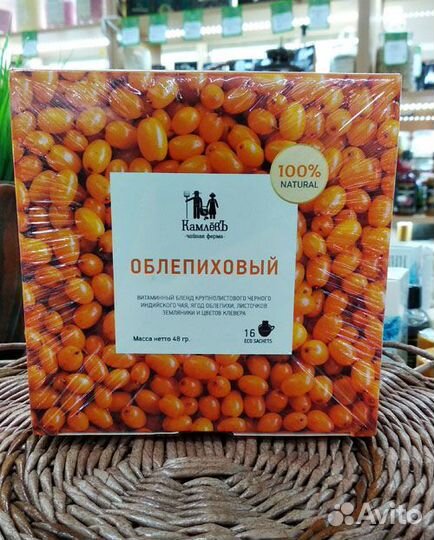 100%
NATURAL
КамлёвЪ
чайная ферма
ОБЛЕПИХОВЫЙ
ВИТАМИННЫЙ БЛЕНД КРУПНОЛИСТОВОГО ЧЕРНОГО
ИНДИЙСКОГО ЧАЯ, ЯГОД ОБЛЕПИХИ, ЛИСТОЧКОВ
ЗЕМЛЯНИКИ И ЦВЕТОВ КЛЕВЕРА
Масса нетто 48 гр.
16
ECO SACHETS
Avito